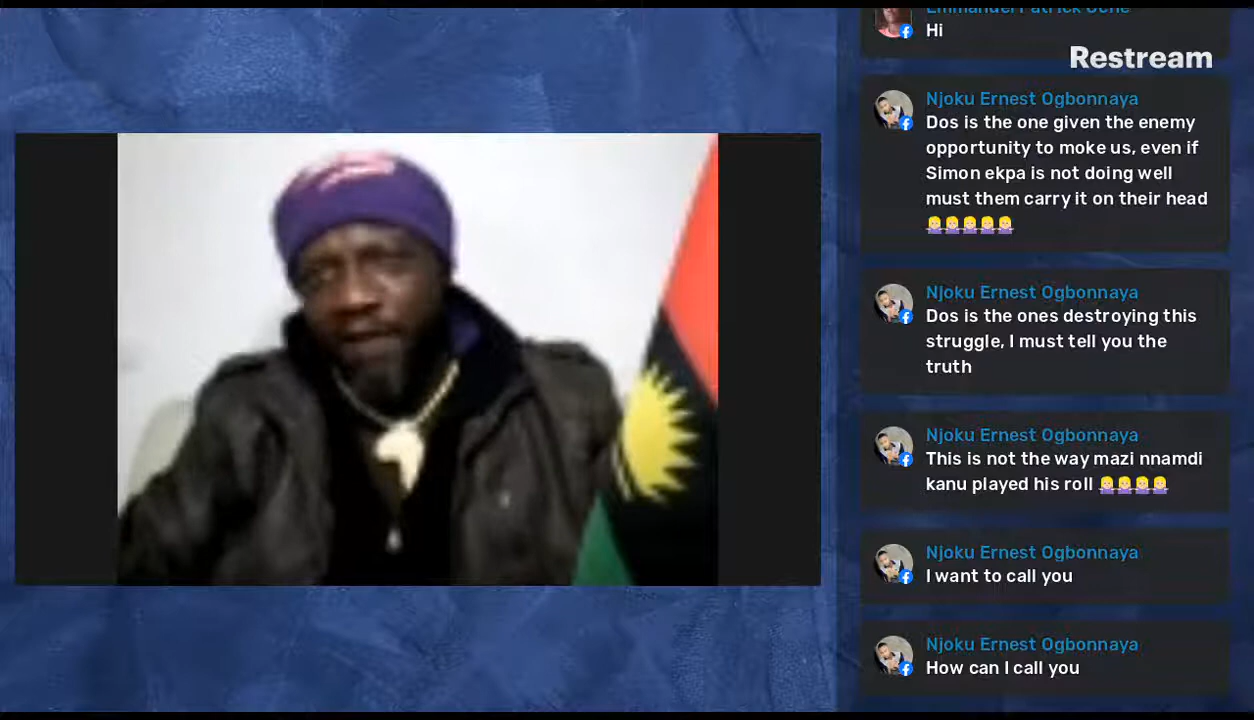 Emmanuel Patrick Oche
Hi
Restream
Njoku Ernest Ogbonnaya
Dos is the one given the enemy
opportunity to moke us, even if
Simon ekpa is not doing well
must them carry it on their head
🤷🏼‍♀️🤷🏼‍♀️🤷🏼‍♀️🤷🏼‍♀️🤷🏼‍♀️
Njoku Ernest Ogbonnaya
Dos is the ones destroying this
struggle, I must tell you the
truth
Njoku Ernest Ogbonnaya
This is not the way mazi nnamdi
kanu played his roll 🤷🏼‍♀️🤷🏼‍♀️🤷🏼‍♀️🤷🏼‍♀️
Njoku Ernest Ogbonnaya
I want to call you
Njoku Ernest Ogbonnaya
How can I call you